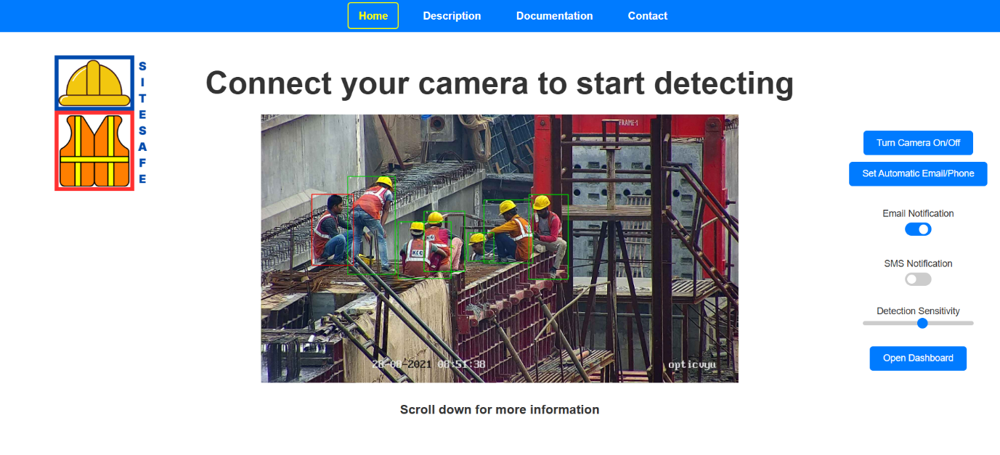 Home Description Documentation Contact
SITESAFE
Connect your camera to start detecting
FRAME-1
KEC
28-08-2021 08:51:38
opticvyu
Turn Camera On/Off
Set Automatic Email/Phone
Email Notification
SMS Notification
Detection Sensitivity
Open Dashboard
Scroll down for more information